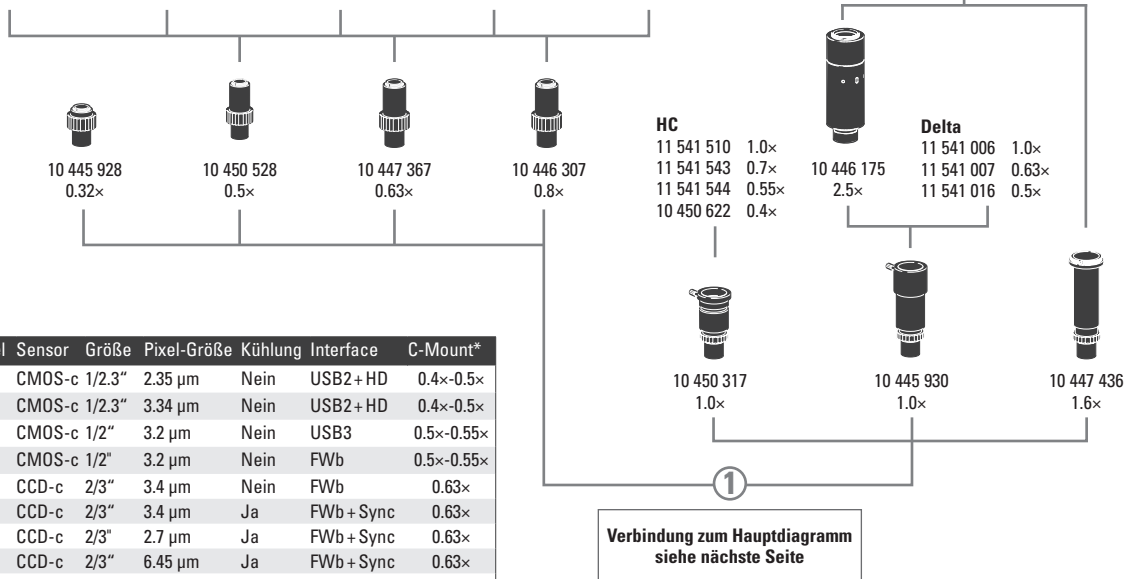 10 445 928
0.32×
10 450 528
0.5×
10 447 367
0.63×
10 446 307
0.8×
HC
11 541 510 1.0×
11 541 543 0.7×
11 541 544 0.55×
10 450 622 0.4×
10 446 175
2.5×
Delta
11 541 006 1.0×
11 541 007 0.63×
11 541 016 0.5×
10 450 317
1.0×
10 445 930
1.0×
10 447 436
1.6×
1
Verbindung zum Hauptdiagramm
siehe nächste Seite
Sensor Größe Pixel-Größe Kühlung Interface C-Mount*
CMOS-c 1/2.3“ 2.35 µm Nein USB2+HD 0.4×-0.5×
CMOS-c 1/2.3“ 3.34 µm Nein USB2+HD 0.4×-0.5×
CMOS-c 1/2“ 3.2 µm Nein USB3 0.5×-0.55×
CMOS-c 1/2" 3.2 µm Nein FWb 0.5×-0.55×
CCD-c 2/3“ 3.4 µm Nein FWb 0.63×
CCD-c 2/3“ 3.4 µm Ja FWb+Sync 0.63×
CCD-c 2/3" 2.7 µm Ja FWb+Sync 0.63×
CCD-c 2/3“ 6.45 µm Ja FWb+Sync 0.63×